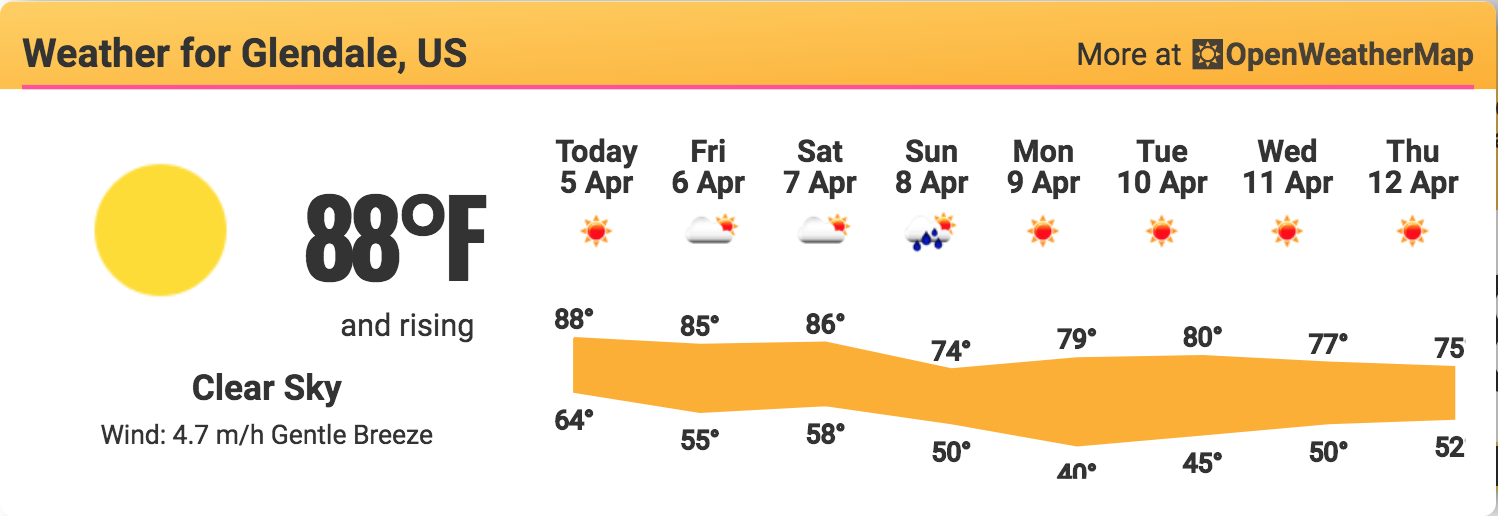 Weather for Glendale, US
More at OpenWeatherMap
88°F
and rising
Clear Sky
Wind: 4.7 m/h Gentle Breeze
Today Fri Sat Sun Mon Tue Wed Thu
5 Apr 6 Apr 7 Apr 8 Apr 9 Apr 10 Apr 11 Apr 12 Apr
88° 85° 86° 74° 79° 80° 77° 75°
64° 55° 58° 50° 40° 45° 50° 52